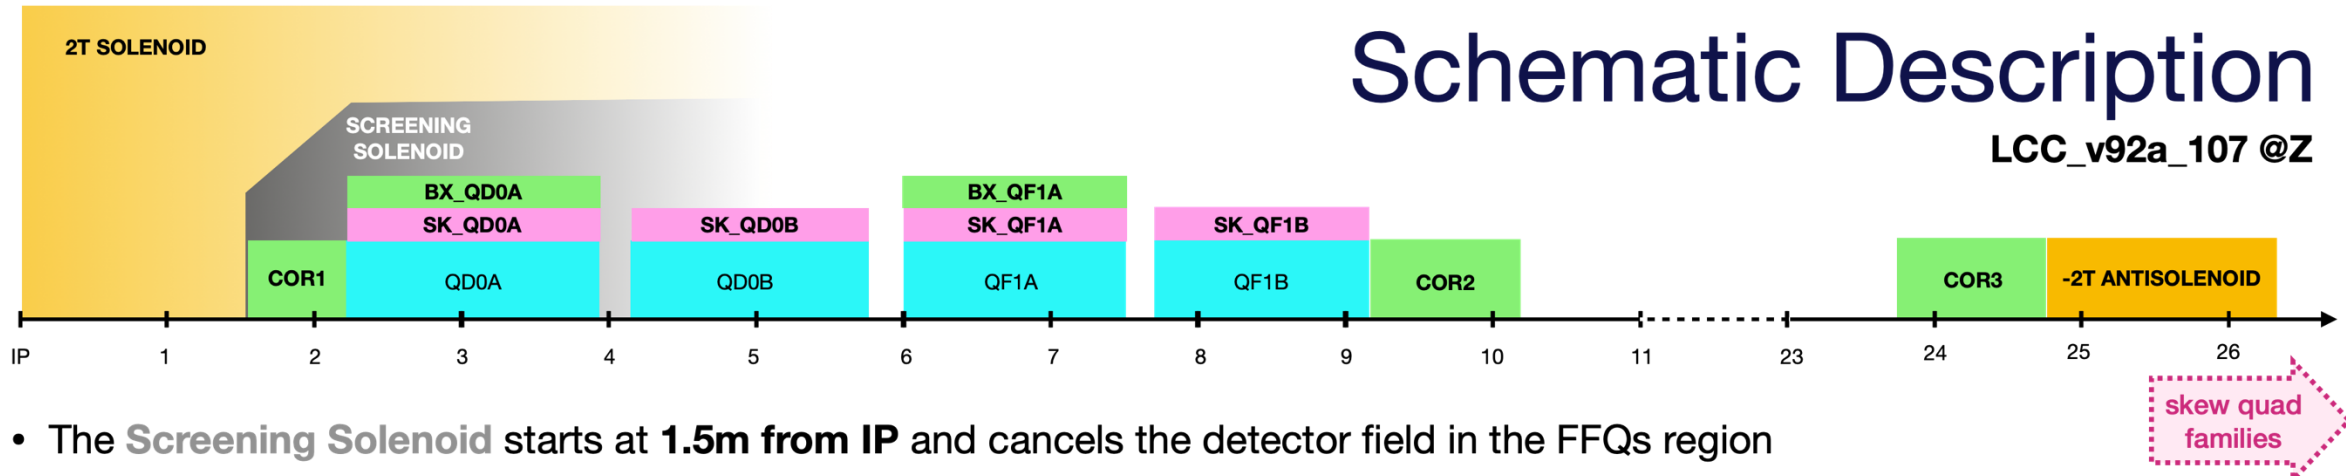 2T SOLENOID
Schematic Description
LCC_v92a_107 @Z
SCREENING
SOLENOID
BX_QD0A
BX_QF1A
SK_QD0A
SK_QD0B
SK_QF1A
SK_QF1B
COR1
QD0A
QD0B
QF1A
QF1B
COR2
COR3
-2T ANTISOLENOID
IP 1 2 3 4 5 6 7 8 9 10 11 23 24 25 26
skew quad
families
• The Screening Solenoid starts at 1.5m from IP and cancels the detector field in the FFQs region